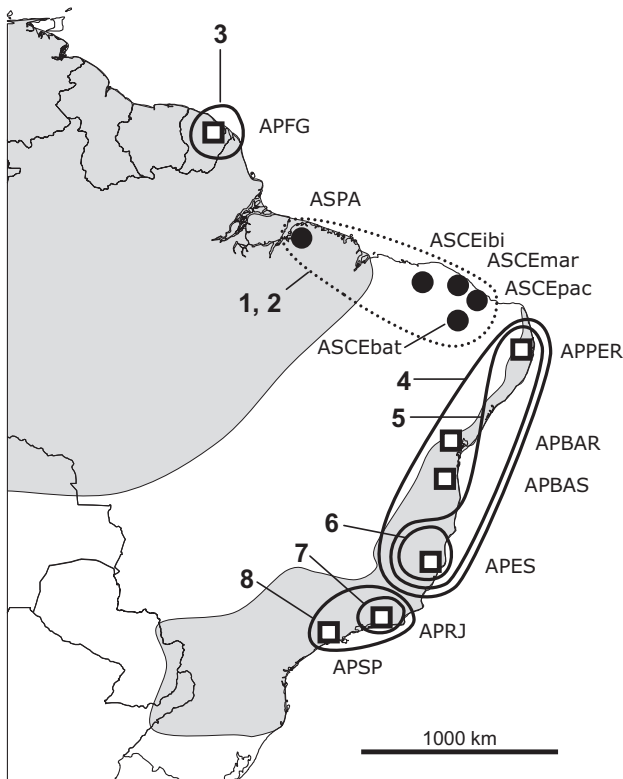 3
APFG
ASPA
ASCEibi
ASCEmar
ASCEpac
1, 2
ASCEbat
APPER
4
5
APBAR
APBAS
6
APES
7
8
APRJ
APSP
1000 km